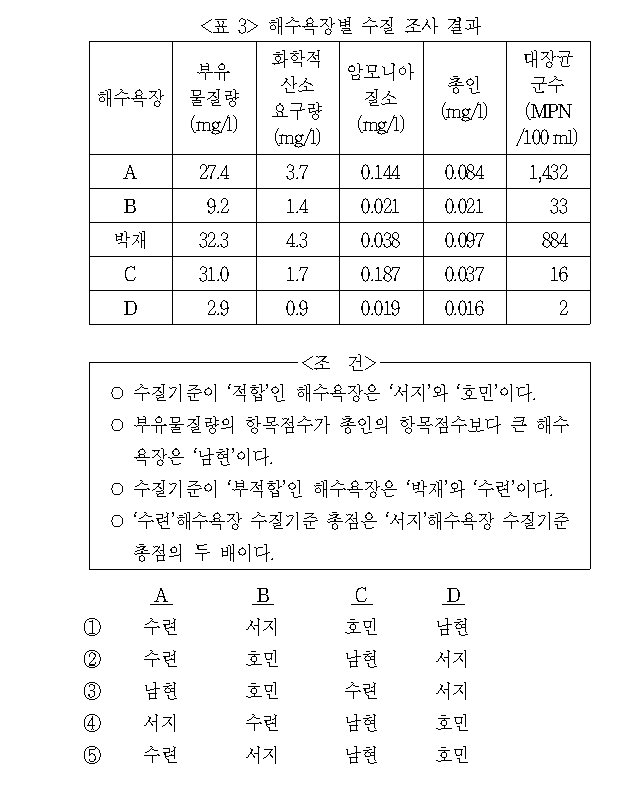 <표 3> 해수욕장별 수질 조사 결과
해수욕장 부유 물질량 (mg/l) 화학적 산소 요구량 (mg/l) 암모니아 질소 (mg/l) 총인 (mg/l) 대장균 군수 (MPN /100 ml)
A 27.4 3.7 0.144 0.084 1,432
B 9.2 1.4 0.021 0.021 33
박재 32.3 4.3 0.038 0.097 884
C 31.0 1.7 0.187 0.037 16
D 2.9 0.9 0.019 0.016 2
<조 건>
○ 수질기준이 ‘적합’인 해수욕장은 ‘서지’와 ‘호민’이다.
○ 부유물질량의 항목점수가 총인의 항목점수보다 큰 해수
욕장은 ‘남현’이다.
○ 수질기준이 ‘부적합’인 해수욕장은 ‘박재’와 ‘수련’이다.
○ ‘수련’해수욕장 수질기준 총점은 ‘서지’해수욕장 수질기준
총점의 두 배이다.
A B C D
① 수련 서지 호민 남현
② 수련 호민 남현 서지
③ 남현 호민 수련 서지
④ 서지 수련 남현 호민
⑤ 수련 서지 남현 호민